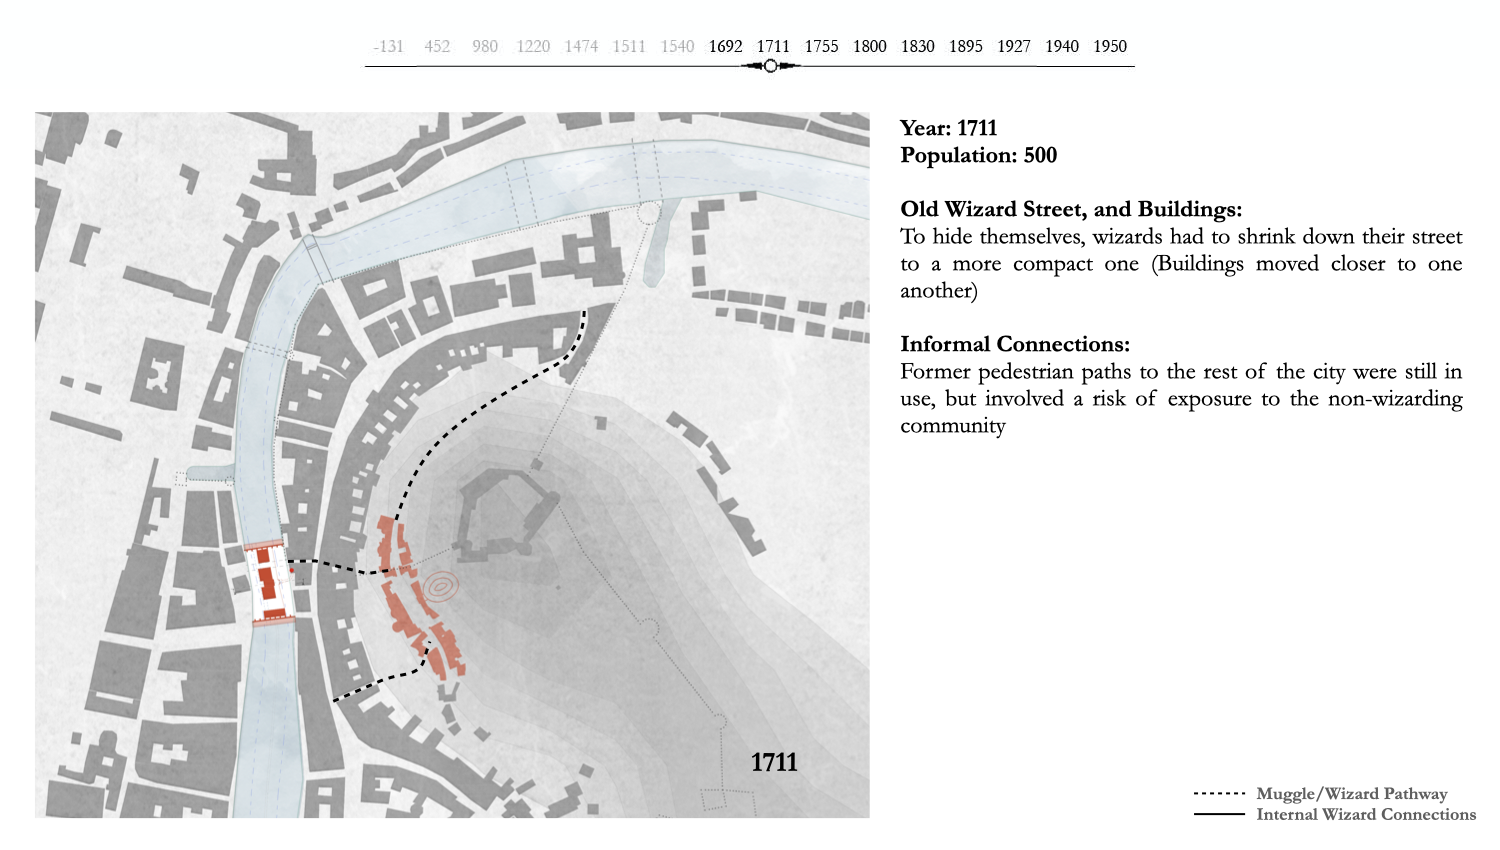 -131 452 980 1220 1474 1511 1540 1692 1711 1755 1800 1830 1895 1927 1940 1950
Year: 1711
Population: 500
Old Wizard Street, and Buildings:
To hide themselves, wizards had to shrink down their street
to a more compact one (Buildings moved closer to one
another)
Informal Connections:
Former pedestrian paths to the rest of the city were still in
use, but involved a risk of exposure to the non-wizarding
community
1711
Muggle/Wizard Pathway
Internal Wizard Connections